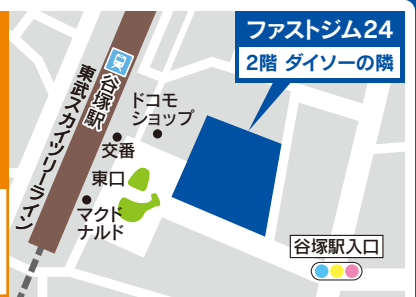 ファストジム24
2階 ダイソーの隣
谷塚駅
東武スカイツリーライン
ドコモ
ショップ
交番
東口
マクド
ナルド
谷塚駅入口